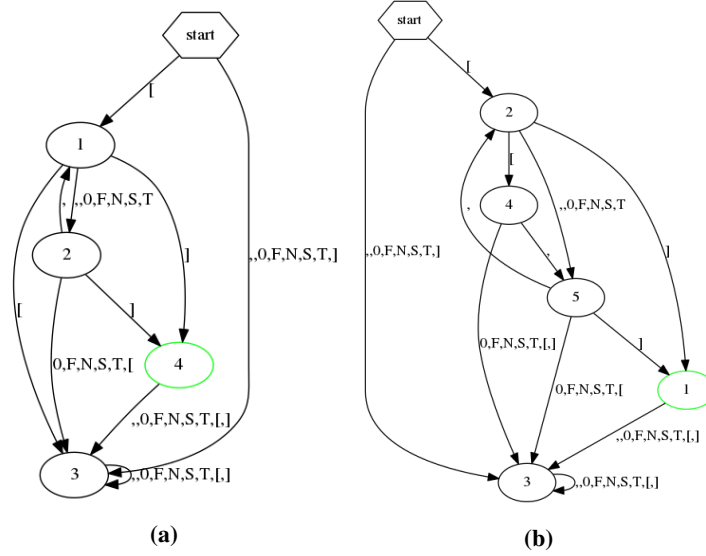 start
[
1
, ,,0,F,N,S,T
2
]
,,0,F,N,S,T,]
[
]
0,F,N,S,T,[
4
,,0,F,N,S,T,[,]
3
,,0,F,N,S,T,[,]
(a)
start
[
2
[
4
, ,,0,F,N,S,T
,,0,F,N,S,T,]
]
,
5
0,F,N,S,T,[,]
]
0,F,N,S,T,[
1
,,0,F,N,S,T,[,]
3
,,0,F,N,S,T,[,]
(b)